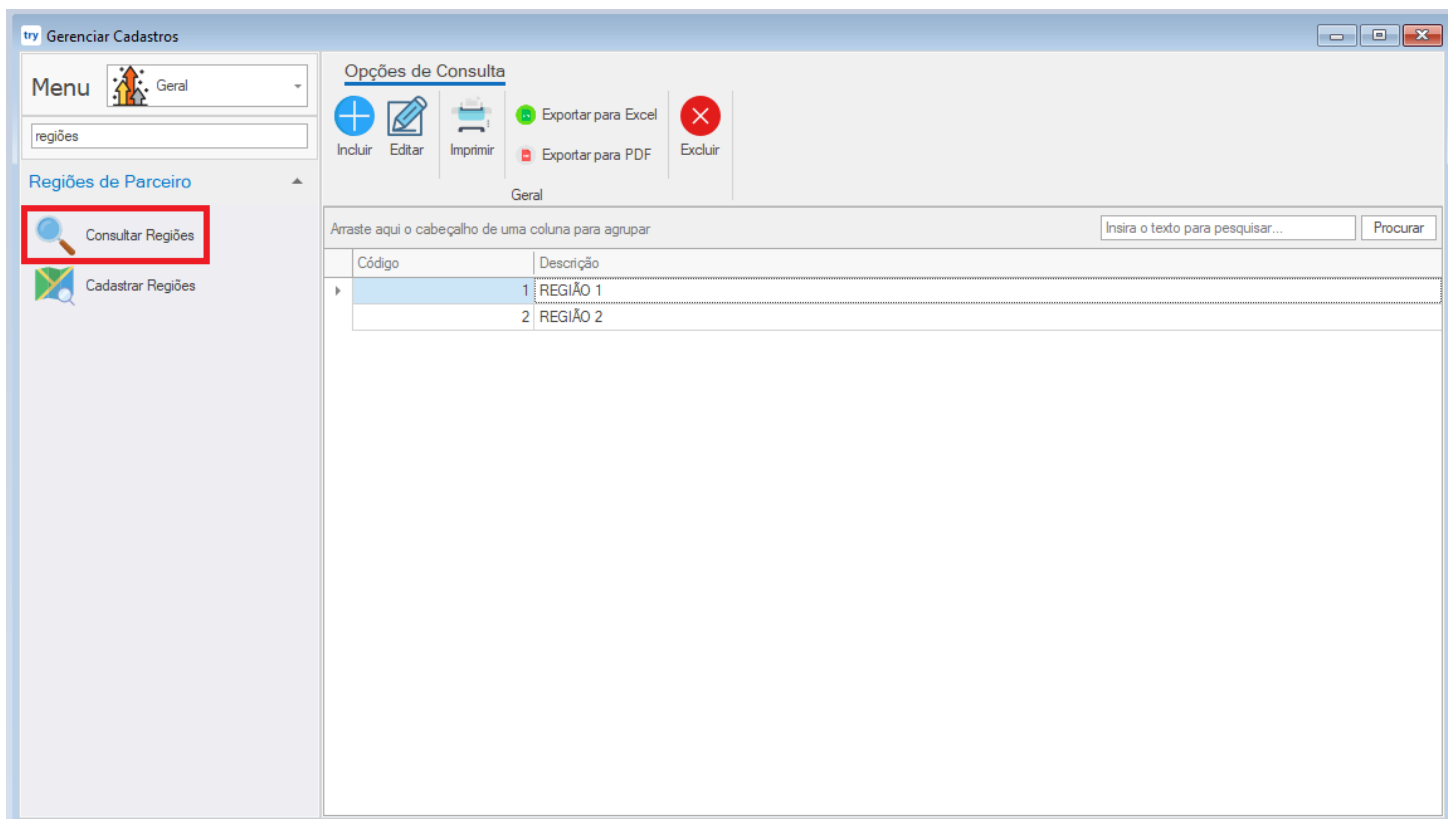 try Gerenciar Cadastros
Menu Geral
regiões
Regiões de Parceiro
Consultar Regiões
Cadastrar Regiões
Opções de Consulta
Incluir Editar Imprimir Exportar para Excel Exportar para PDF Excluir
Geral
Arraste aqui o cabeçalho de uma coluna para agrupar Insira o texto para pesquisar... Procurar
Código Descrição
1 REGIÃO 1
2 REGIÃO 2